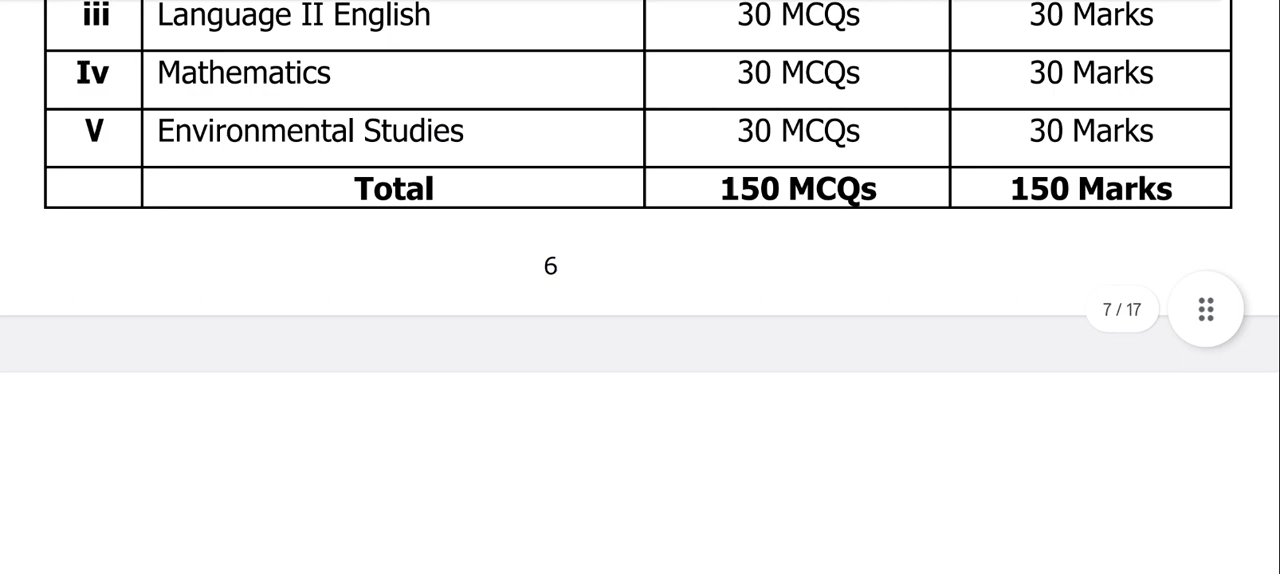 iii Language II English 30 MCQs 30 Marks
Iv Mathematics 30 MCQs 30 Marks
V Environmental Studies 30 MCQs 30 Marks
Total 150 MCQs 150 Marks
6
7 / 17